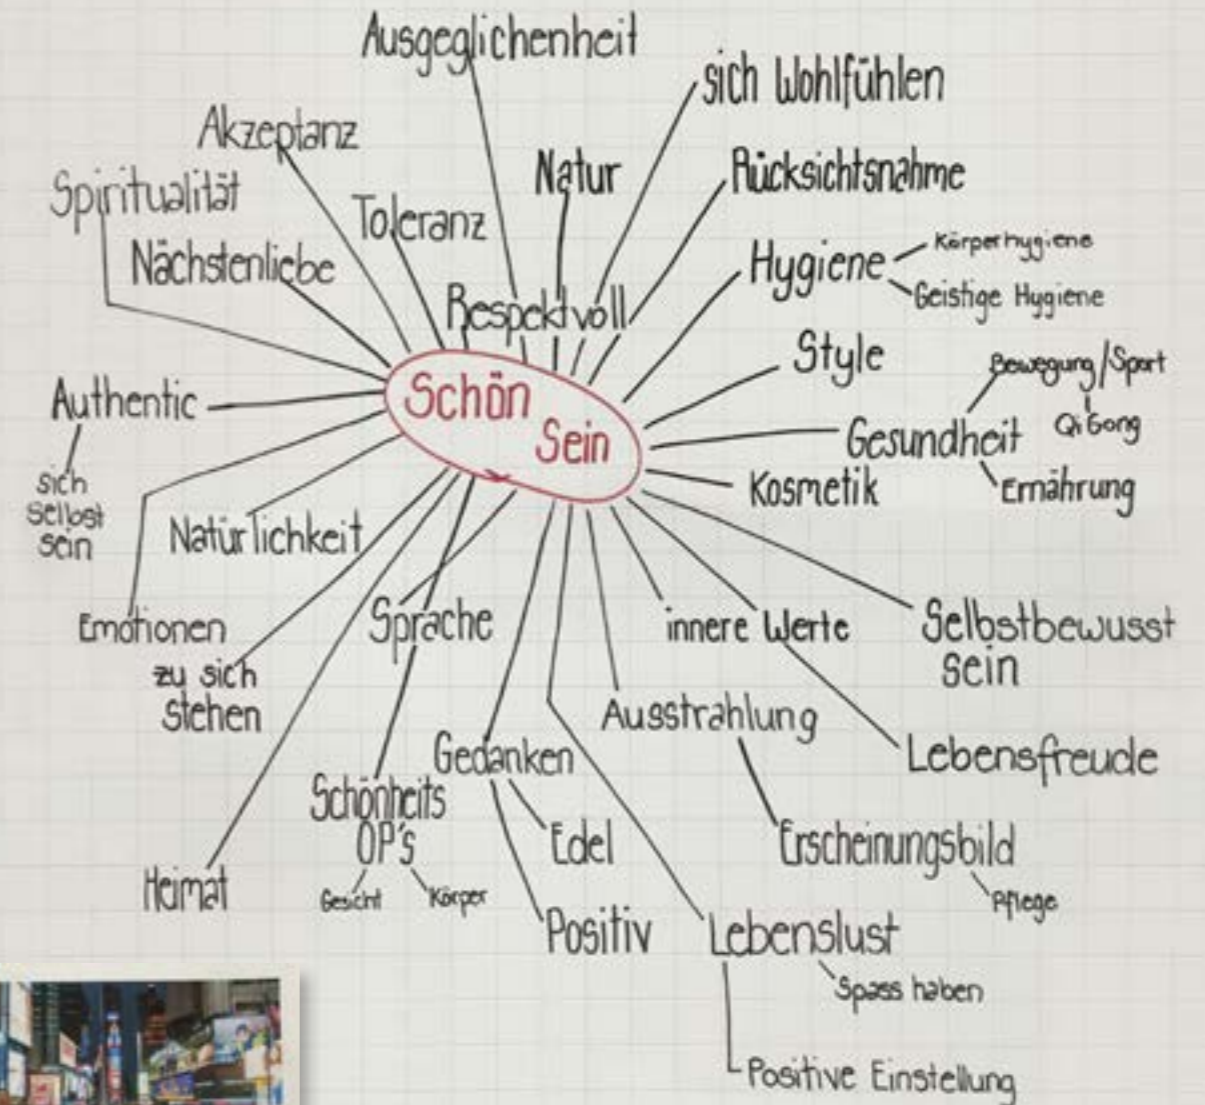 Ausgeglichenheit
sich Wohlfühlen
Akzeptanz
Natur
Rücksichtsnahme
Spiritualität
Toleranz
Nächstenliebe
Hygiene
Körperhygiene
Geistige Hygiene
Respektvoll
Style
Schön
Sein
Authentic
sich
selbst
sein
Bewegung/Sport
Qi Gong
Gesundheit
Ernährung
Kosmetik
Natürlichkeit
Emotionen
zu sich
stehen
Sprache
innere Werte
Selbstbewusst
sein
Ausstrahlung
Gedanken
Lebensfreude
Schönheits
OP's
Gesicht
Körper
Edel
Erscheinungsbild
Pflege
Heimat
Positiv
Lebenslust
Spass haben
Positive Einstellung